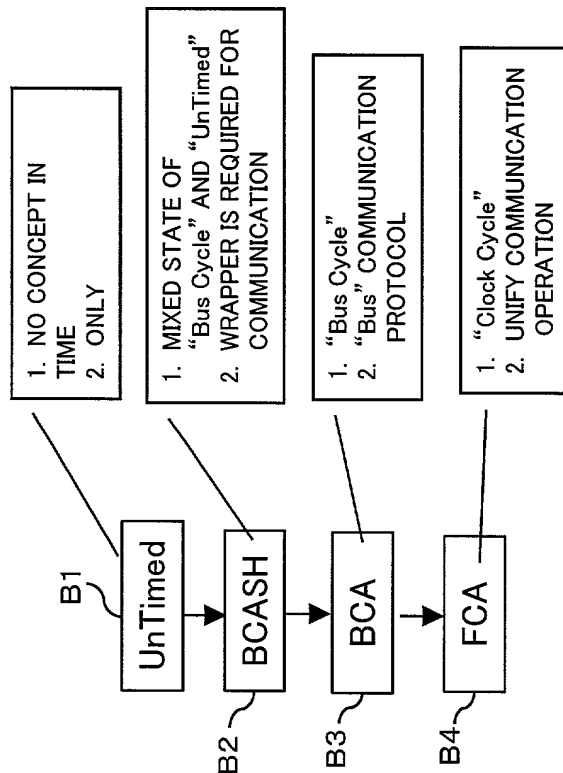 B1
UnTimed
1. NO CONCEPT IN
TIME
2. ONLY
B2
BCASH
1. MIXED STATE OF
"Bus Cycle" AND "UnTimed"
2. WRAPPER IS REQUIRED FOR
COMMUNICATION
B3
BCA
1. "Bus Cycle"
2. "Bus" COMMUNICATION
PROTOCOL
B4
FCA
1. "Clock Cycle"
2. UNIFY COMMUNICATION
OPERATION